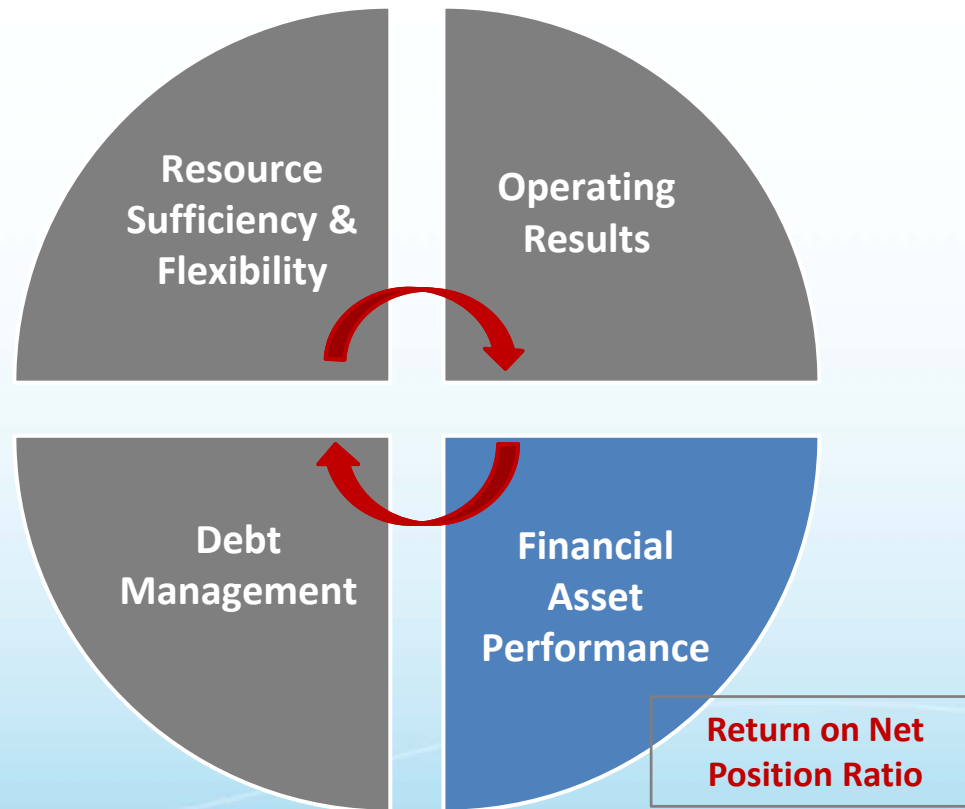 Resource
Sufficiency &
Flexibility
Operating
Results
Debt
Management
Financial
Asset
Performance
Return on Net
Position Ratio